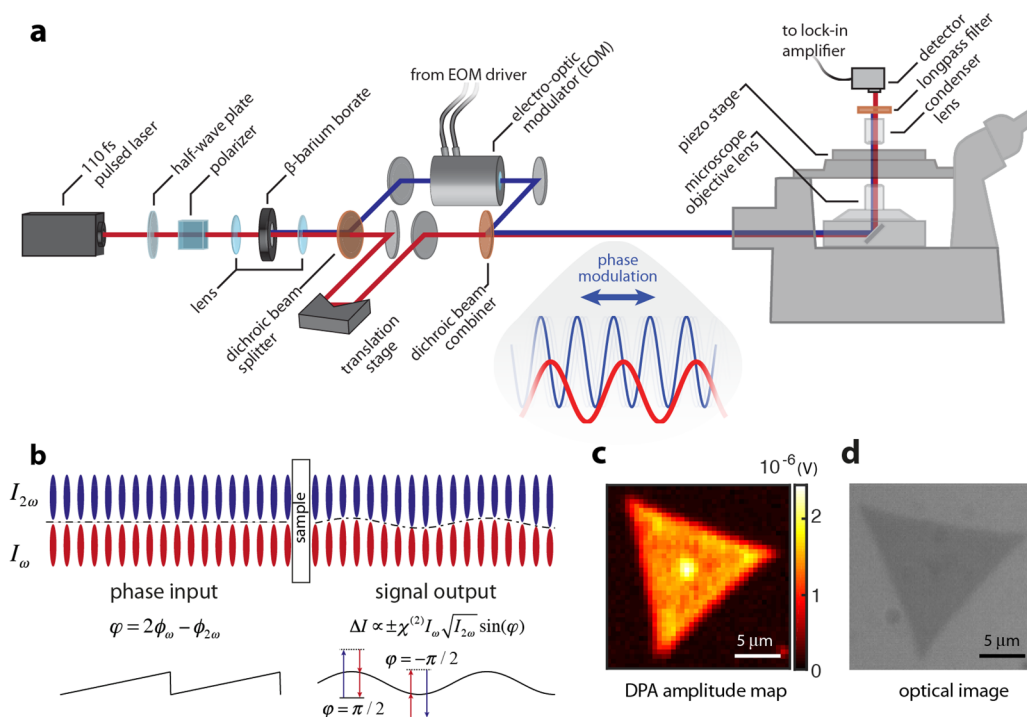 a
110 fs
pulsed laser
half-wave plate
polarizer
β-barium borate
from EOM driver
electro-optic
modulator (EOM)
to lock-in
amplifier
detector
longpass filter
condenser
lens
piezo stage
microscope
objective lens
lens
dichroic beam
splitter
translation
stage
dichroic beam
combiner
phase
modulation
b
I2ω
Iω
sample
phase input
signal output
φ = 2ϕω − ϕ2ω
ΔI ∝ ±χ(2)Iω√I2ω sin(φ)
φ = −π / 2
φ = π / 2
c
10-6 (V)
2
1
0
5 μm
DPA amplitude map
d
5 μm
optical image